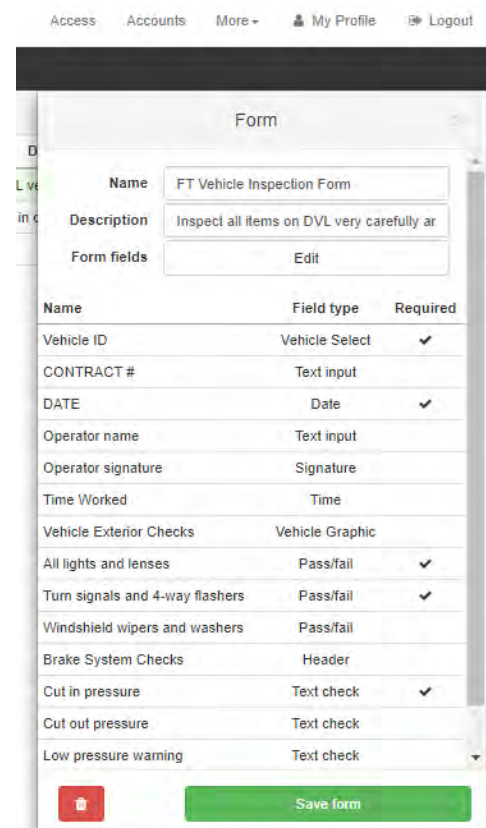 Access Accounts More My Profile Logout
Form
D
Name FT Vehicle Inspection Form
L ve
Description Inspect all items on DVL very carefully ar
in c
Form fields Edit
Name Field type Required
Vehicle ID Vehicle Select
CONTRACT # Text input
DATE Date
Operator name Text input
Operator signature Signature
Time Worked Time
Vehicle Exterior Checks Vehicle Graphic
All lights and lenses Pass/fail
Turn signals and 4-way flashers Pass/fail
Windshield wipers and washers Pass/fail
Brake System Checks Header
Cut in pressure Text check
Cut out pressure Text check
Low pressure warning Text check
Save form